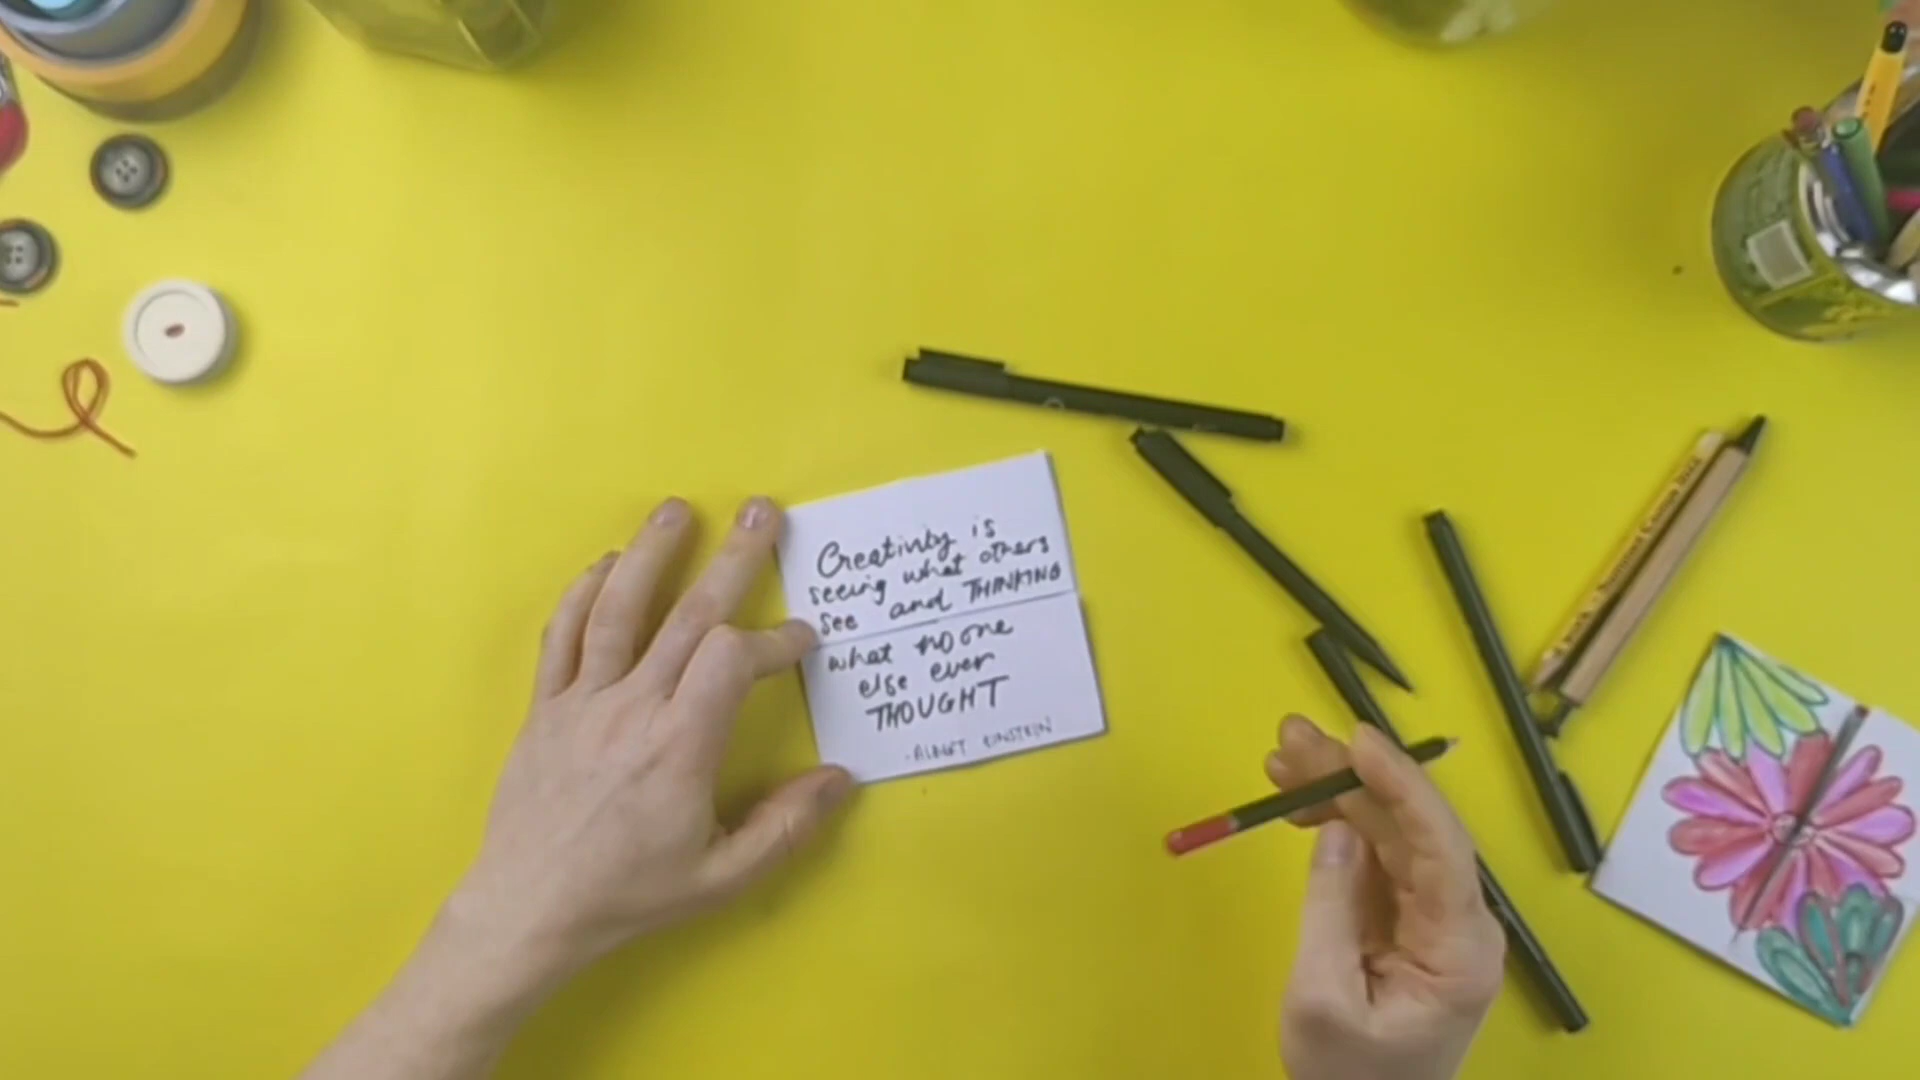 Creativity is
seeing what others
see and THINKING
what no one
else ever
THOUGHT
- ALBERT EINSTEIN